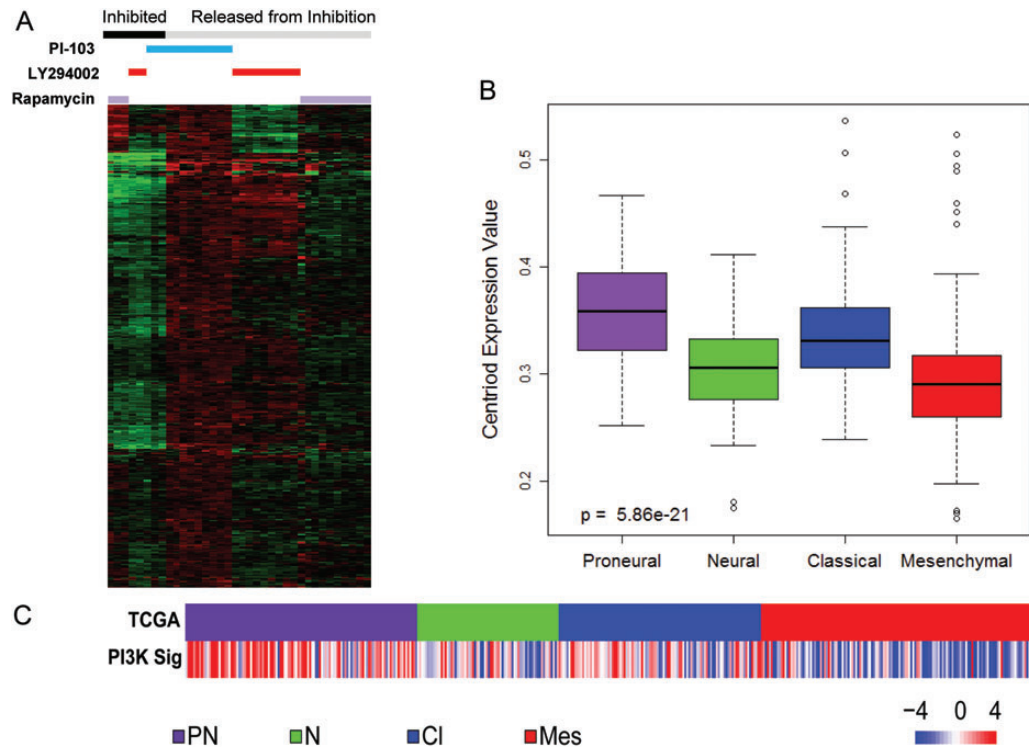 A
Inhibited Released from Inhibition
PI-103
LY294002
Rapamycin
B
Centriod Expression Value
0.5
0.4
0.3
0.2
p = 5.86e-21
Proneural Neural Classical Mesenchymal
C
TCGA
PI3K Sig
PN N Cl Mes
−4 0 4